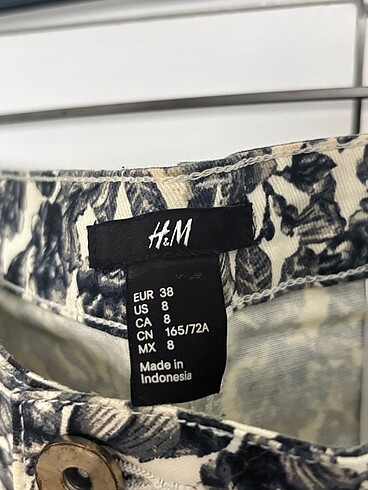 H&M
EUR 38
US 8
CA 8
CN 165/72A
MX 8
Made in
Indonesia